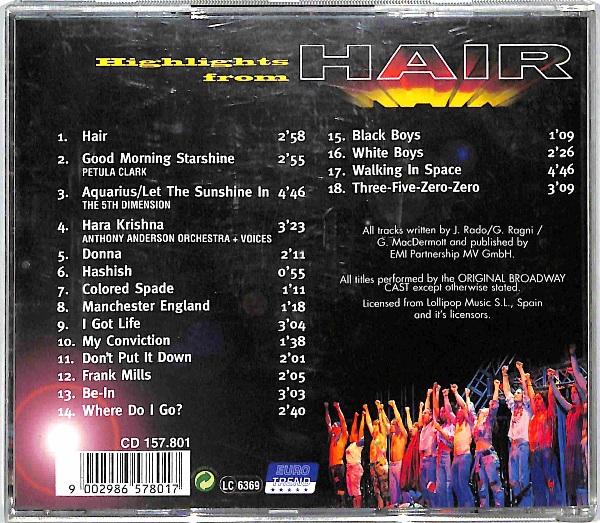 Highlights
from
HAIR
1. Hair 2'58
2. Good Morning Starshine 2'55
PETULA CLARK
3. Aquarius/Let The Sunshine In 4'46
THE 5TH DIMENSION
4. Hara Krishna 3'23
ANTHONY ANDERSON ORCHESTRA + VOICES
5. Donna 2'11
6. Hashish 0'55
7. Colored Spade 1'11
8. Manchester England 1'18
9. I Got Life 3'04
10. My Conviction 1'38
11. Don't Put It Down 2'01
12. Frank Mills 2'05
13. Be-In 3'03
14. Where Do I Go? 2'40
15. Black Boys 1'09
16. White Boys 2'26
17. Walking In Space 4'46
18. Three-Five-Zero-Zero 3'09
All tracks written by J. Rado/G. Ragni /
G. MacDermott and published by
EMI Partnership MV GmbH.
All titles performed by the ORIGINAL BROADWAY
CAST except otherwise stated.
Licensed from Lollipop Music S.L., Spain
and it's licensors.
CD 157.801
9 002986 578017
LC 6369
EURO
TREND